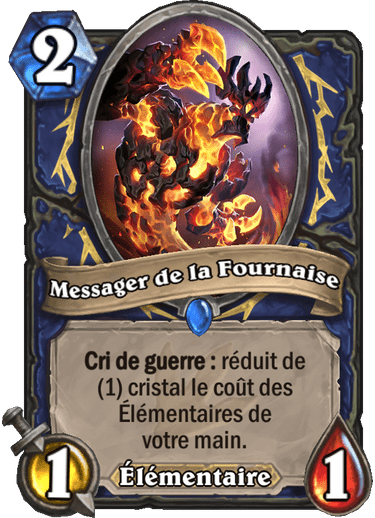 2
Messager de la Fournaise
Cri de guerre : réduit de
(1) cristal le coût des
Élémentaires de
votre main.
1
Élémentaire
1